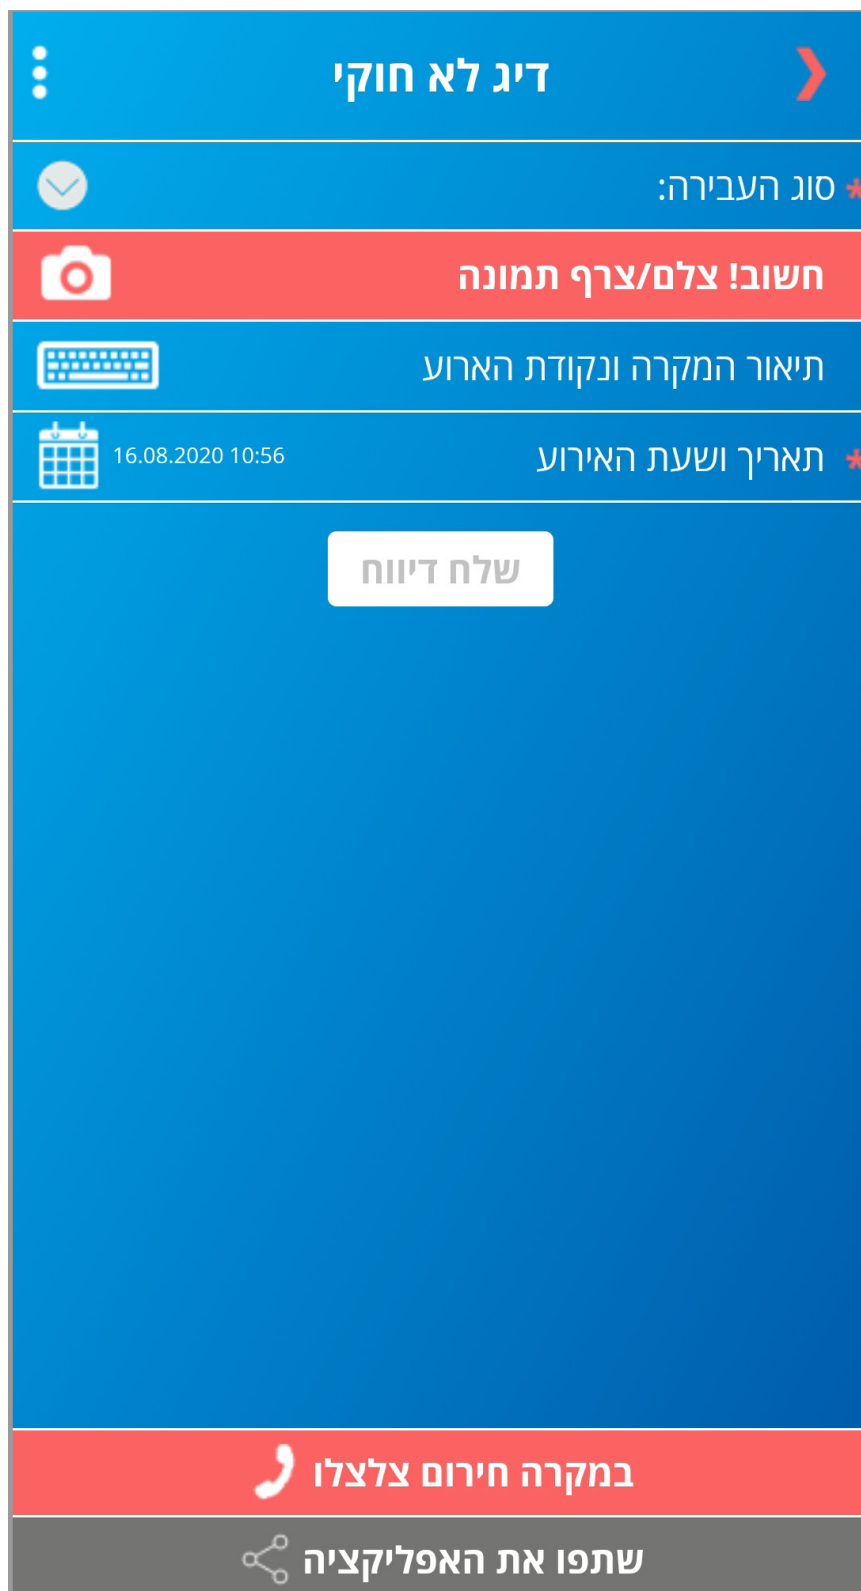 דיג לא חוקי
* סוג העבירה:
חשוב! צלם/צרף תמונה
תיאור המקרה ונקודת הארוע
* תאריך ושעת האירוע 16.08.2020 10:56
שלח דיווח
במקרה חירום צלצלו
שתפו את האפליקציה